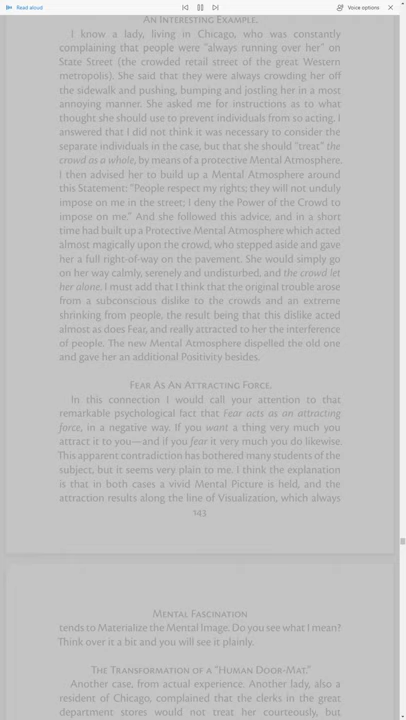 Read aloud
Voice options
AN INTERESTING EXAMPLE.
I know a lady, living in Chicago, who was constantly
complaining that people were "always running over her" on
State Street (the crowded retail street of the great Western
metropolis). She said that they were always crowding her off
the sidewalk and pushing, bumping and jostling her in a most
annoying manner. She asked me for instructions as to what
thought she should use to prevent individuals from so acting. I
answered that I did not think it was necessary to consider the
separate individuals in the case, but that she should "treat" the
crowd as a whole, by means of a protective Mental Atmosphere.
I then advised her to build up a Mental Atmosphere around
this Statement: "People respect my rights; they will not unduly
impose on me in the street; I deny the Power of the Crowd to
impose on me." And she followed this advice, and in a short
time had built up a Protective Mental Atmosphere which acted
almost magically upon the crowd, who stepped aside and gave
her a full right-of-way on the pavement. She would simply go
on her way calmly, serenely and undisturbed, and the crowd let
her alone. I must add that I think that the original trouble arose
from a subconscious dislike to the crowds and an extreme
shrinking from people, the result being that this dislike acted
almost as does Fear, and really attracted to her the interference
of people. The new Mental Atmosphere dispelled the old one
and gave her an additional Positivity besides.
FEAR AS AN ATTRACTING FORCE.
In this connection I would call your attention to that
remarkable psychological fact that Fear acts as an attracting
force, in a negative way. If you want a thing very much you
attract it to you—and if you fear it very much you do likewise.
This apparent contradiction has bothered many students of the
subject, but it seems very plain to me. I think the explanation
is that in both cases a vivid Mental Picture is held, and the
attraction results along the line of Visualization, which always
143
MENTAL FASCINATION
tends to Materialize the Mental Image. Do you see what I mean?
Think over it a bit and you will see it plainly.
THE TRANSFORMATION OF A "HUMAN DOOR-MAT."
Another case, from actual experience. Another lady, also a
resident of Chicago, complained that the clerks in the great
department stores would not treat her courteously, but